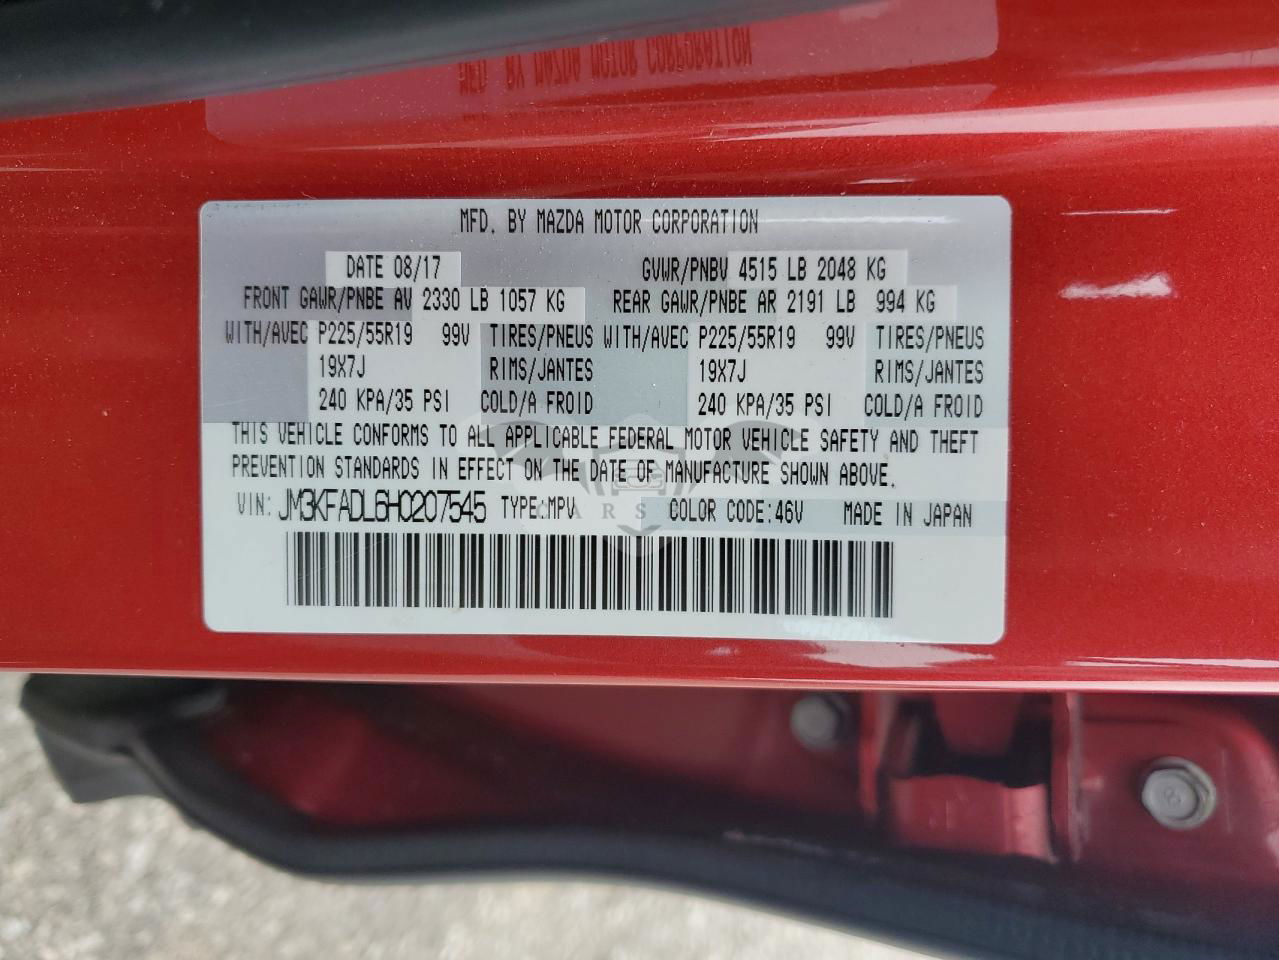 MFD. BY MAZDA MOTOR CORPORATION
DATE 08/17 GVWR/PNBV 4515 LB 2048 KG
FRONT GAWR/PNBE AV 2330 LB 1057 KG REAR GAWR/PNBE AR 2191 LB 994 KG
WITH/AVEC P225/55R19 99V TIRES/PNEUS WITH/AVEC P225/55R19 99V TIRES/PNEUS
19X7J RIMS/JANTES 19X7J RIMS/JANTES
240 KPA/35 PSI COLD/A FROID 240 KPA/35 PSI COLD/A FROID
THIS VEHICLE CONFORMS TO ALL APPLICABLE FEDERAL MOTOR VEHICLE SAFETY AND THEFT
PREVENTION STANDARDS IN EFFECT ON THE DATE OF MANUFACTURE SHOWN ABOVE.
VIN: JM3KFADL6H0207545 TYPE:MPV COLOR CODE:46V MADE IN JAPAN
CARS
8